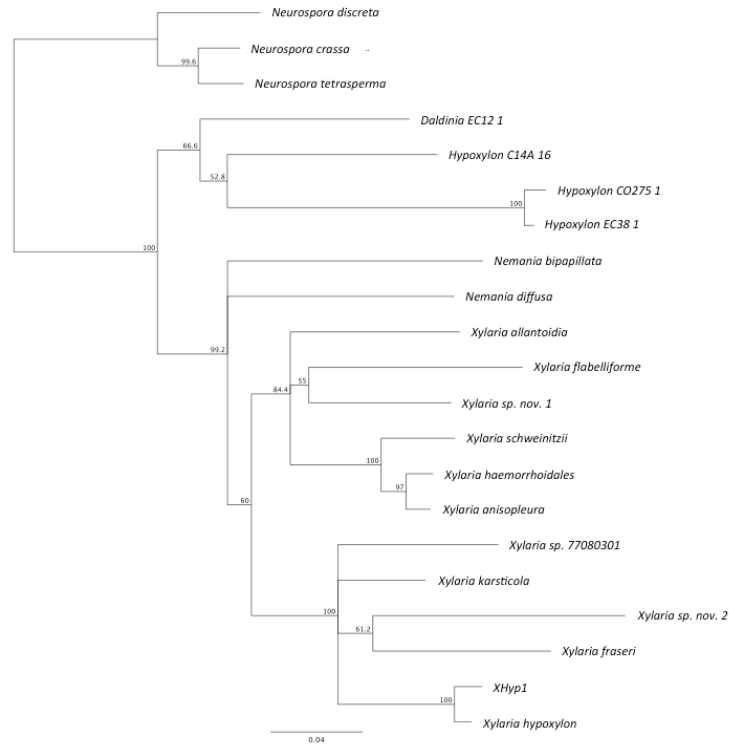 Neurospora discreta
Neurospora crassa
99.6
Neurospora tetrasperma
Daldinia EC12 1
66.6
Hypoxylon C14A 16
52.8
Hypoxylon CO275 1
100
Hypoxylon EC38 1
100
Nemania bipapillata
Nemania diffusa
Xylaria allantoidia
99.2
Xylaria flabelliforme
55
84.4
Xylaria sp. nov. 1
Xylaria schweinitzii
100
Xylaria haemorrhoidales
97
60
Xylaria anisopleura
Xylaria sp. 77080301
Xylaria karsticola
100
Xylaria sp. nov. 2
61.2
Xylaria fraseri
XHyp1
100
Xylaria hypoxylon
0.04